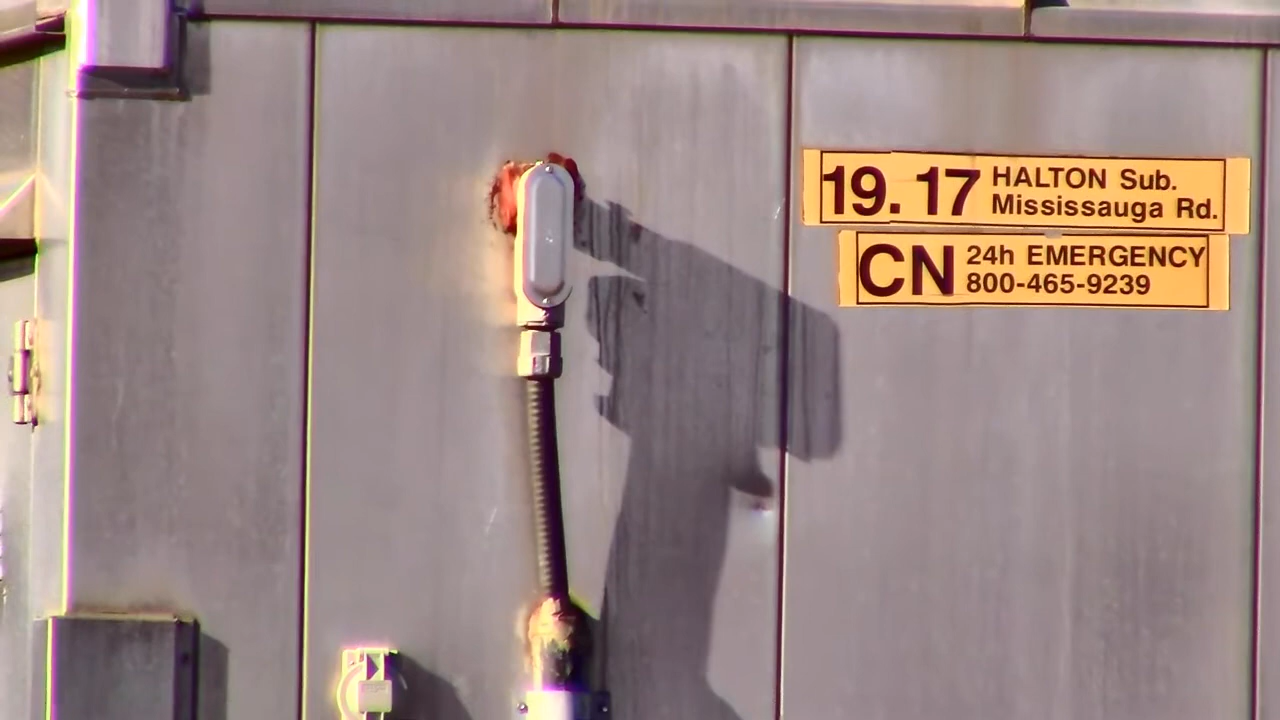 19.17 HALTON Sub.
Mississauga Rd.
CN 24h EMERGENCY
800-465-9239